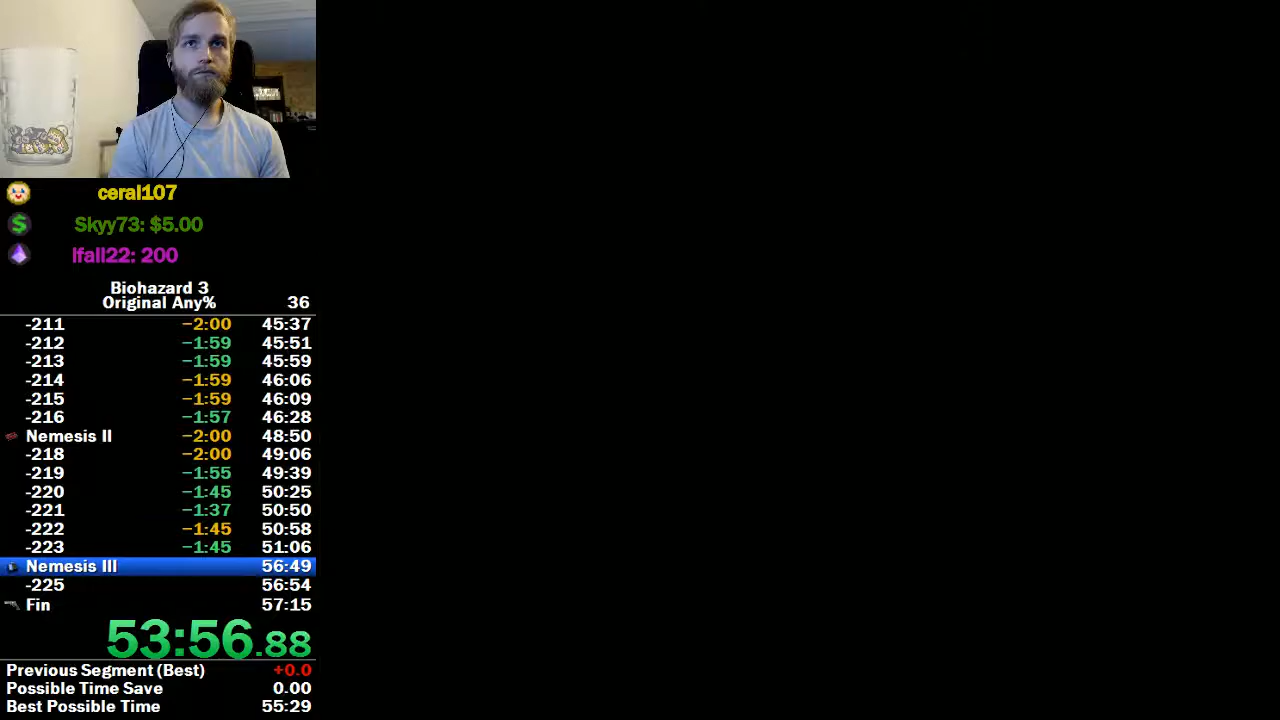 ceral107
$ Skyy73: $5.00
lfall22: 200
Biohazard 3
Original Any% 36
-211 −2:00 45:37
-212 −1:59 45:51
-213 −1:59 45:59
-214 −1:59 46:06
-215 −1:59 46:09
-216 −1:57 46:28
Nemesis II −2:00 48:50
-218 −2:00 49:06
-219 −1:55 49:39
-220 −1:45 50:25
-221 −1:37 50:50
-222 −1:45 50:58
-223 −1:45 51:06
Nemesis III 56:49
-225 56:54
Fin 57:15
53:56.88
Previous Segment (Best) +0.0
Possible Time Save 0.00
Best Possible Time 55:29